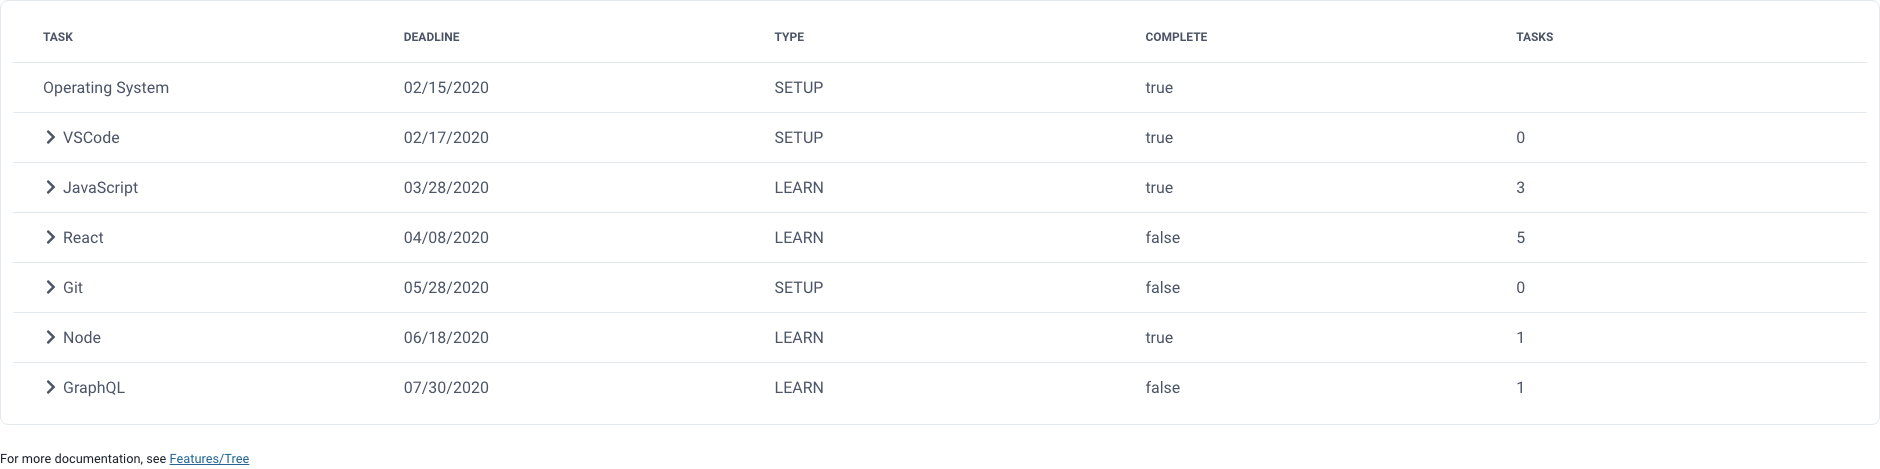 TASK DEADLINE TYPE COMPLETE TASKS
Operating System 02/15/2020 SETUP true
VSCode 02/17/2020 SETUP true 0
JavaScript 03/28/2020 LEARN true 3
React 04/08/2020 LEARN false 5
Git 05/28/2020 SETUP false 0
Node 06/18/2020 LEARN true 1
GraphQL 07/30/2020 LEARN false 1
For more documentation, see Features/Tree